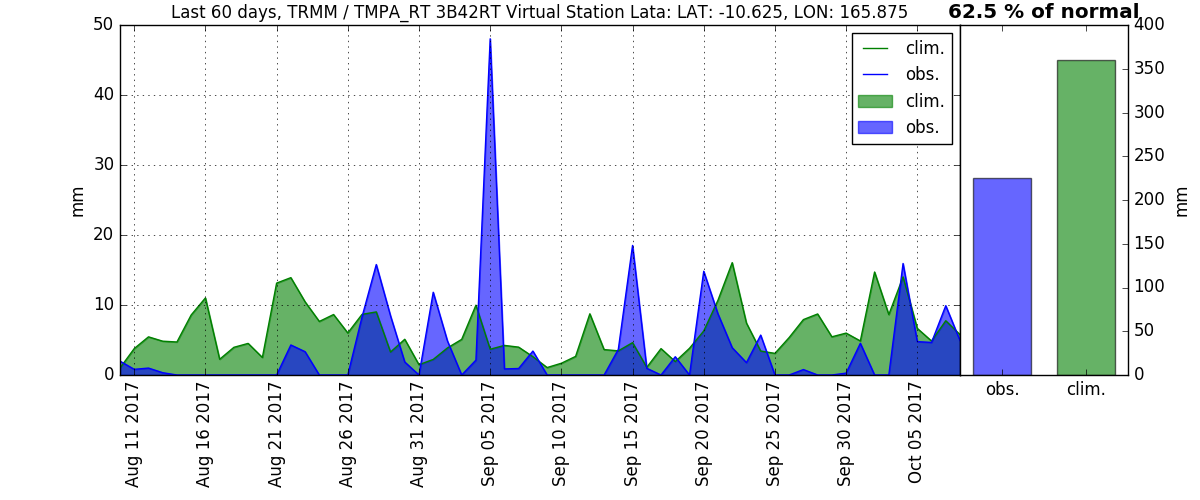 Last 60 days, TRMM / TMPA_RT 3B42RT Virtual Station Lata: LAT: -10.625, LON: 165.875
62.5 % of normal
50
40
30
20
10
0
mm
clim.
obs.
clim.
obs.
400
350
300
250
200
150
100
50
0
mm
obs.
clim.
Aug 11 2017
Aug 16 2017
Aug 21 2017
Aug 26 2017
Aug 31 2017
Sep 05 2017
Sep 10 2017
Sep 15 2017
Sep 20 2017
Sep 25 2017
Sep 30 2017
Oct 05 2017